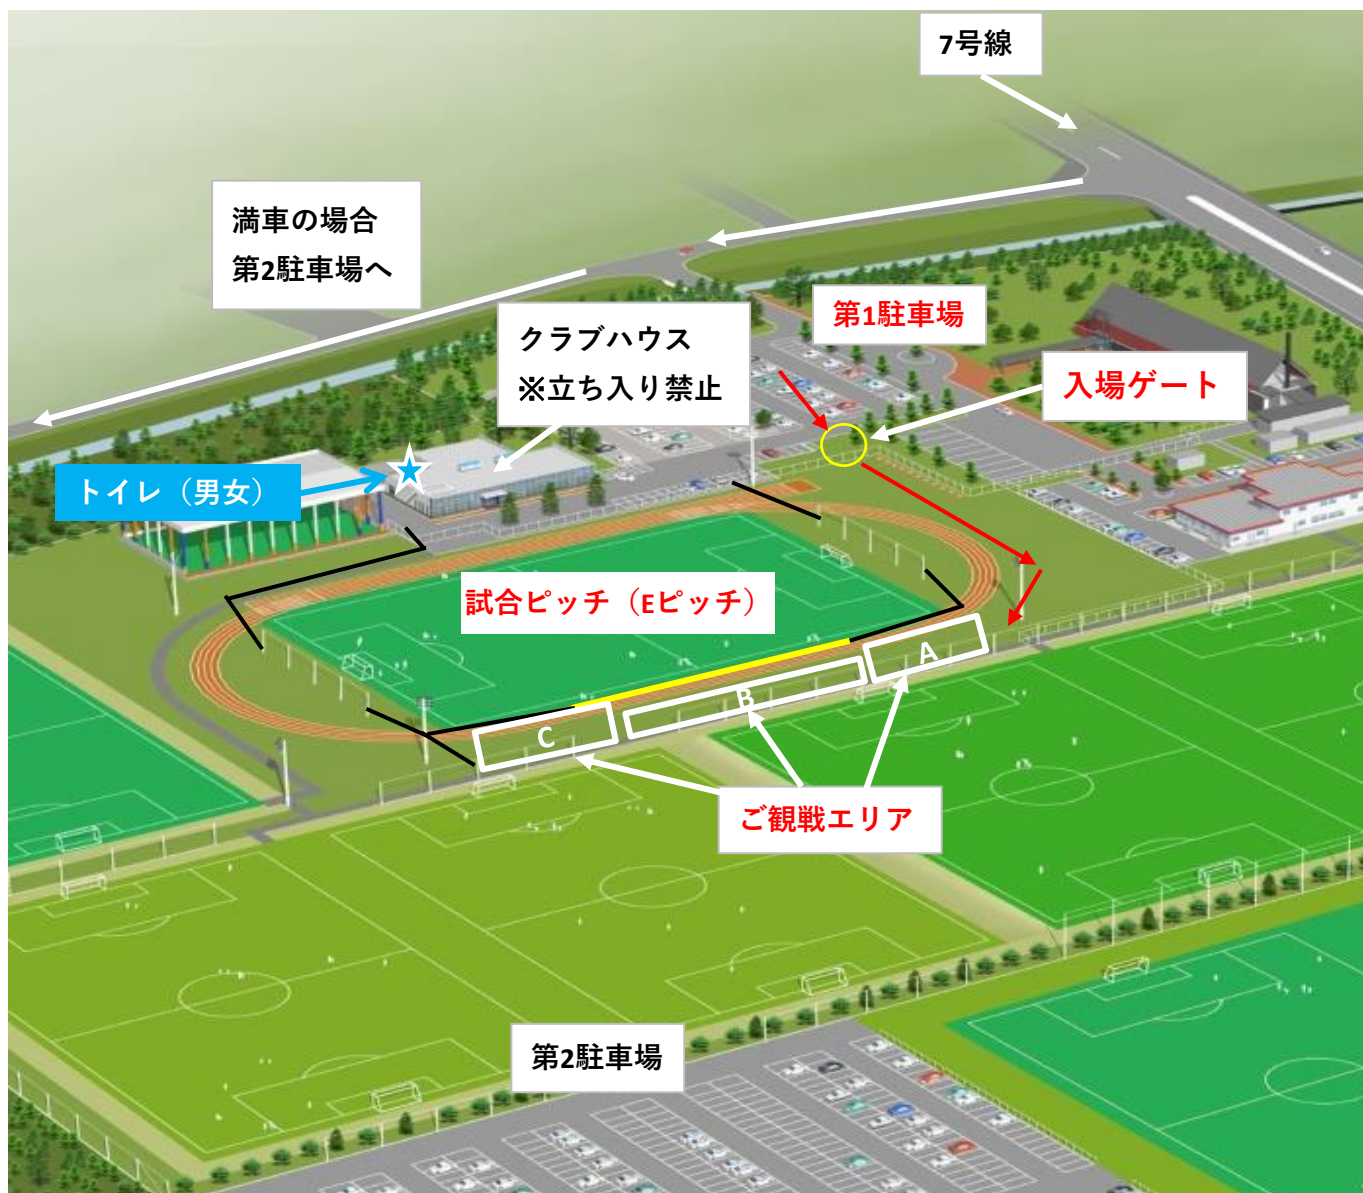 7号線
満車の場合
第2駐車場へ
第1駐車場
クラブハウス
※立ち入り禁止
入場ゲート
トイレ（男女）
試合ピッチ（Eピッチ）
A
B
C
ご観戦エリア
第2駐車場